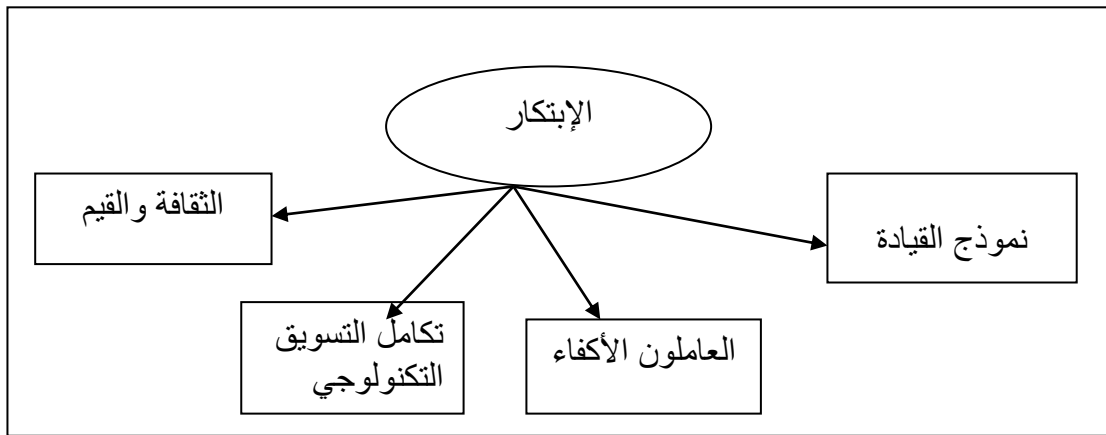 الإبتكار
نموذج القيادة
الثقافة والقيم
العاملون الأكفاء
تكامل التسويق
التكنولوجي